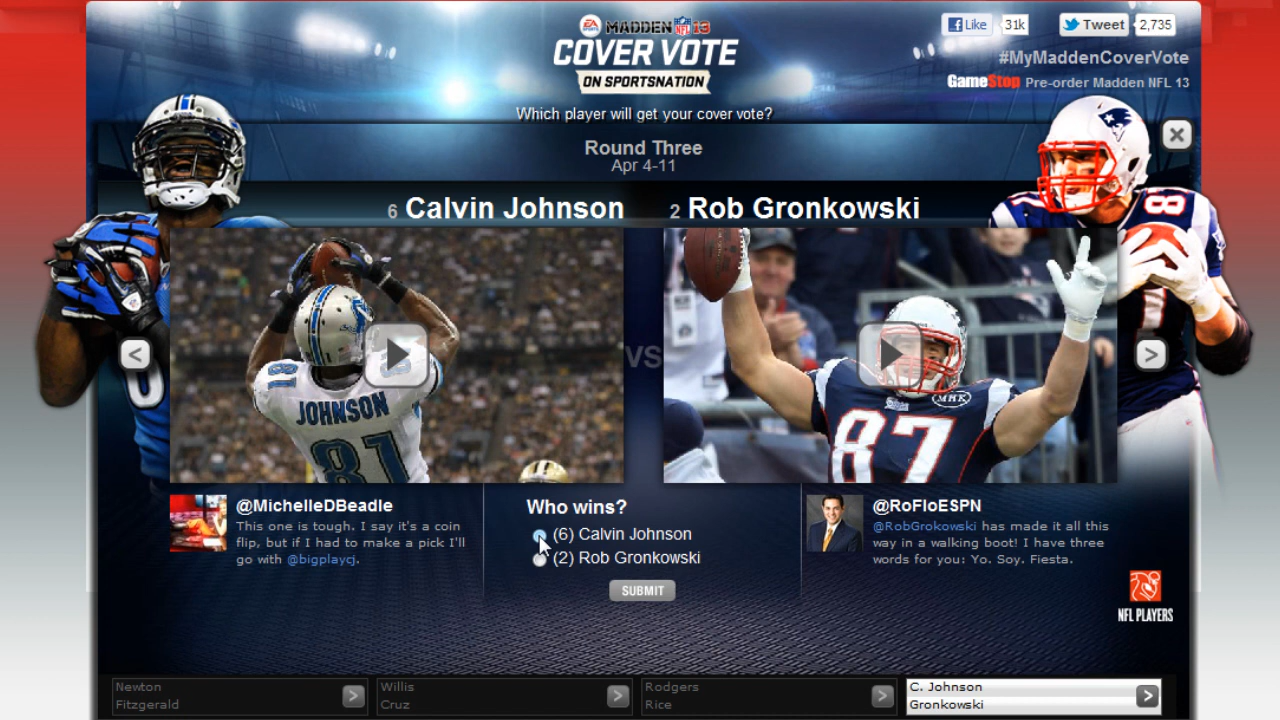 EA SPORTS MADDEN NFL 13
COVER VOTE
ON SPORTSNATION
Like 31k
Tweet 2,735
#MyMaddenCoverVote
GameStop Pre-order Madden NFL 13
Which player will get your cover vote?
Round Three
Apr 4-11
6 Calvin Johnson
2 Rob Gronkowski
81
JOHNSON
81
VS
MHK
87
@MichelleDBeadle
This one is tough. I say it's a coin
flip, but if I had to make a pick I'll
go with @bigplaycj.
Who wins?
(6) Calvin Johnson
(2) Rob Gronkowski
SUBMIT
@RoFloESPN
@RobGrokowski has made it all this
way in a walking boot! I have three
words for you: Yo. Soy. Fiesta.
NFL PLAYERS
Newton
Fitzgerald
Willis
Cruz
Rodgers
Rice
C. Johnson
Gronkowski